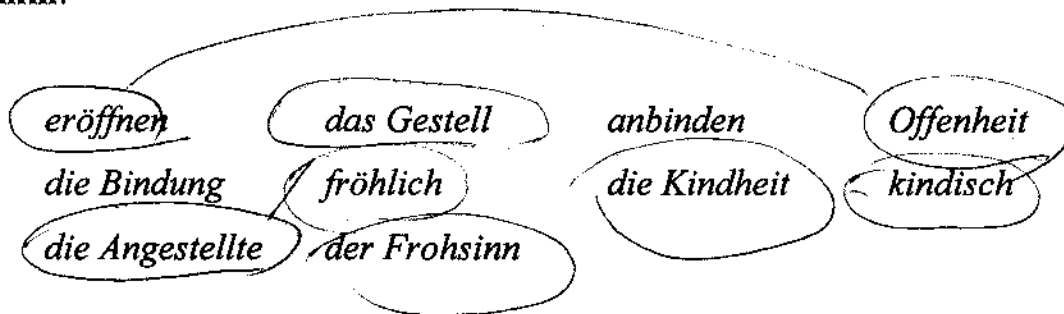 eröffnen das Gestell anbinden Offenheit
die Bindung fröhlich die Kindheit kindisch
die Angestellte der Frohsinn